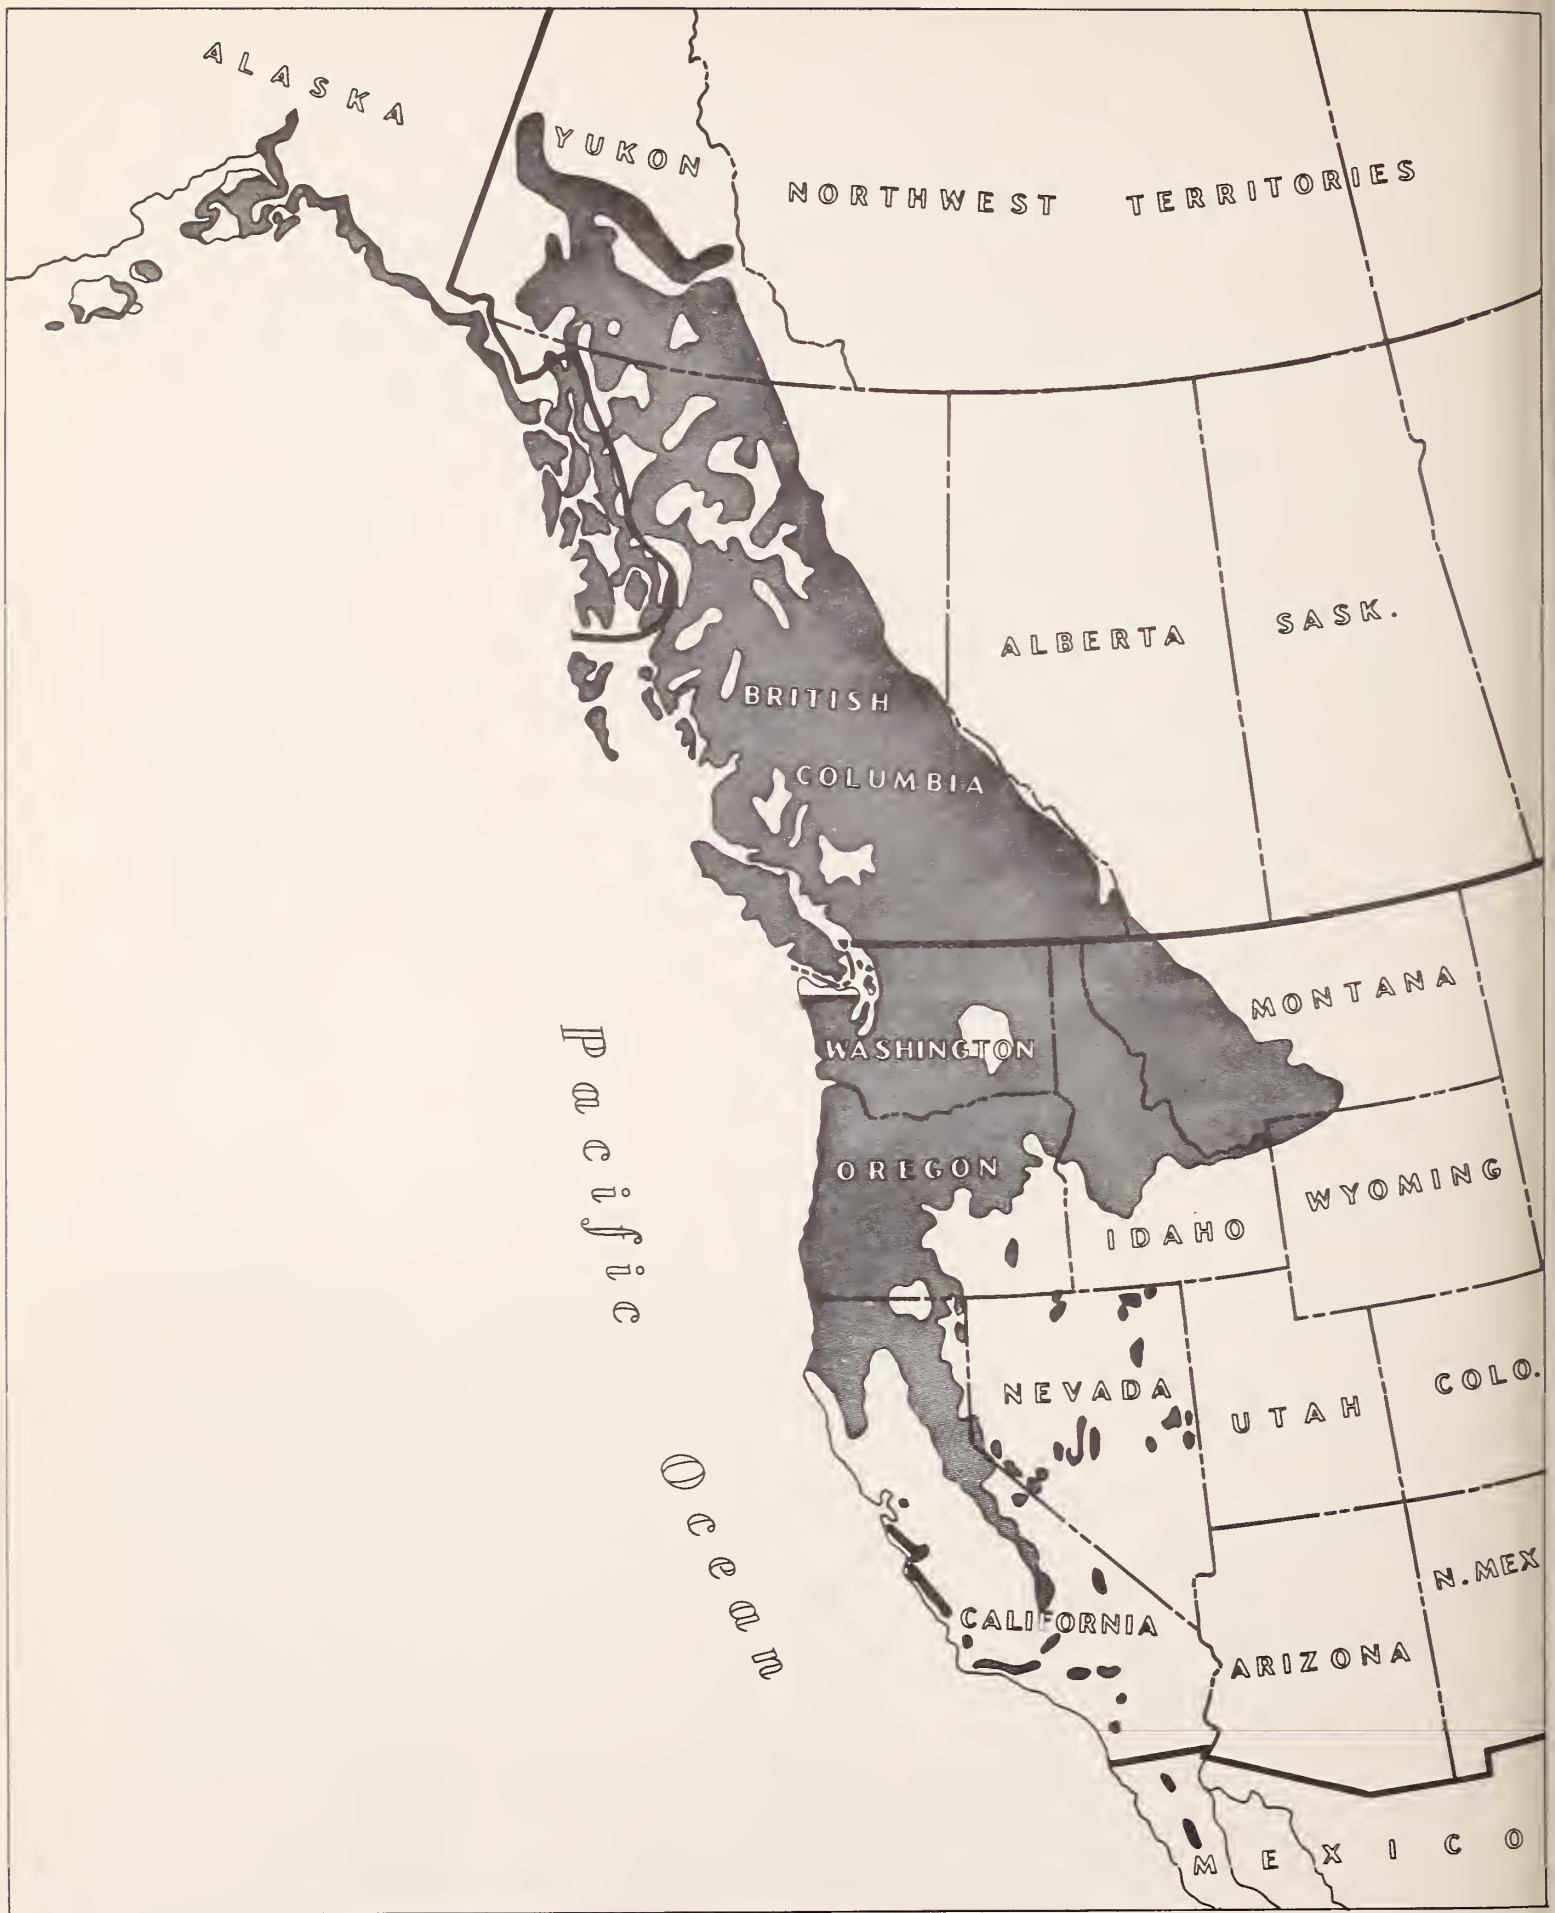 ALASKA
YUKON
NORTHWEST TERRITORIES
ALBERTA
SASK.
BRITISH
COLUMBIA
MONTANA
WASHINGTON
OREGON
WYOMING
IDAHO
Pacific
Ocean
NEVADA
UTAH
COLO.
N. MEX
CALIFORNIA
ARIZONA
MEXICO